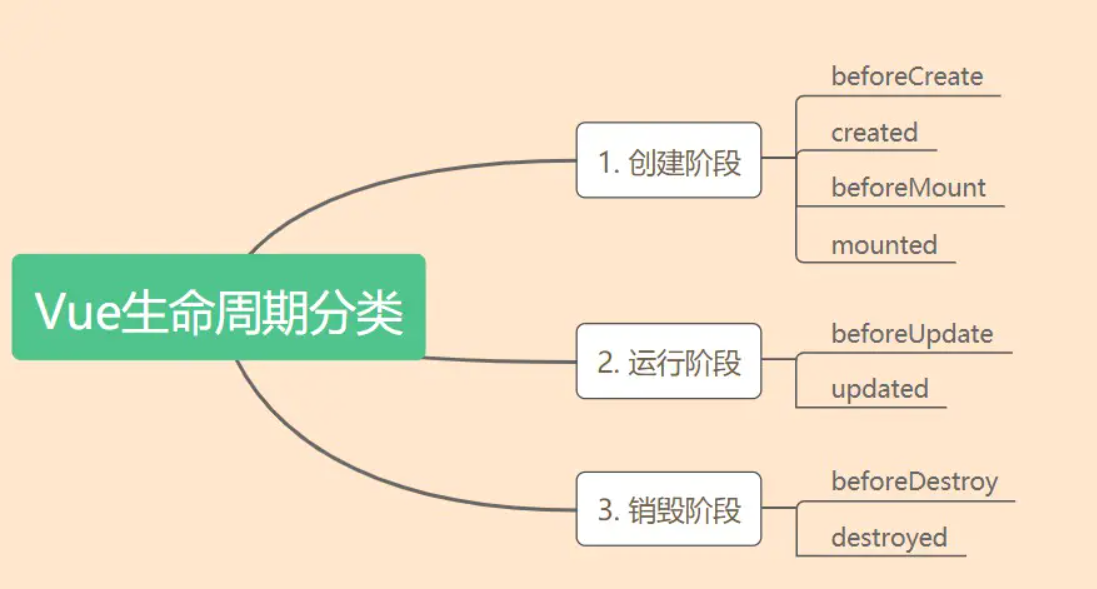 Vue生命周期分类
1. 创建阶段
beforeCreate
created
beforeMount
mounted
2. 运行阶段
beforeUpdate
updated
3. 销毁阶段
beforeDestroy
destroyed